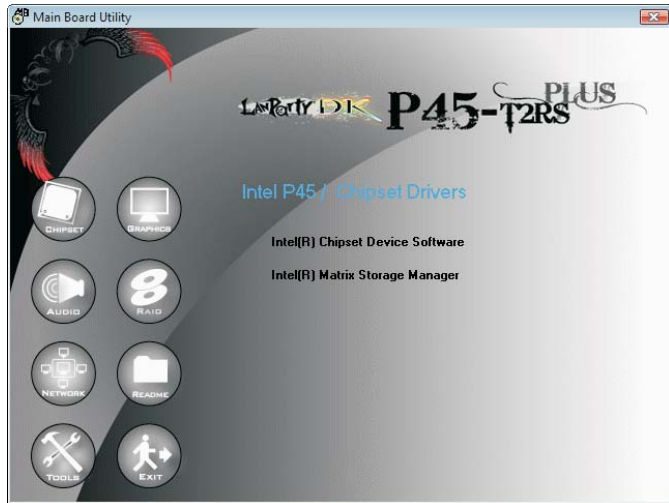 Main Board Utility
LANPARTY DK P45-T2RS PLUS
Intel P45 / Chipset Drivers
Intel(R) Chipset Device Software
Intel(R) Matrix Storage Manager
CHIPSET GRAPHICS
AUDIO RAID
NETWORK README
TOOLS EXIT